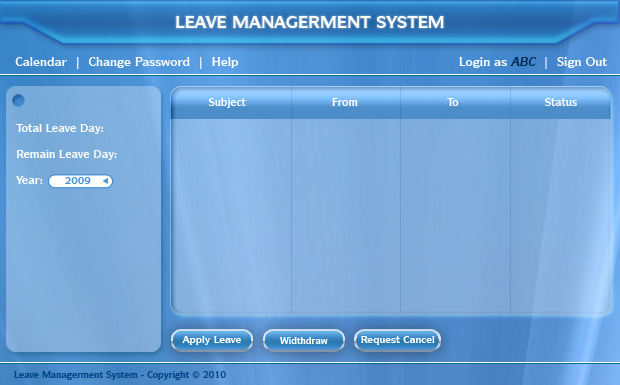 LEAVE MANAGERMENT SYSTEM
Calendar | Change Password | Help Login as ABC | Sign Out
Subject From To Status
Total Leave Day:
Remain Leave Day:
Year: 2009
Apply Leave Widthdraw Request Cancel
Leave Managerment System - Copyright © 2010